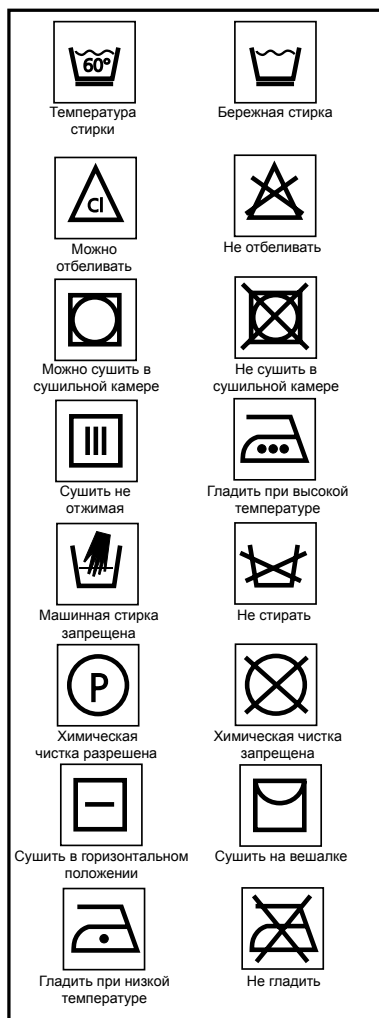 60°
Температура
стирки
Бережная стирка
Cl
Можно
отбеливать
Не отбеливать
Можно сушить в
сушильной камере
Не сушить в
сушильной камере
Сушить не
отжимая
Гладить при высокой
температуре
Машинная стирка
запрещена
Не стирать
P
Химическая
чистка разрешена
Химическая чистка
запрещена
Сушить в горизонтальном
положении
Сушить на вешалке
Гладить при низкой
температуре
Не гладить